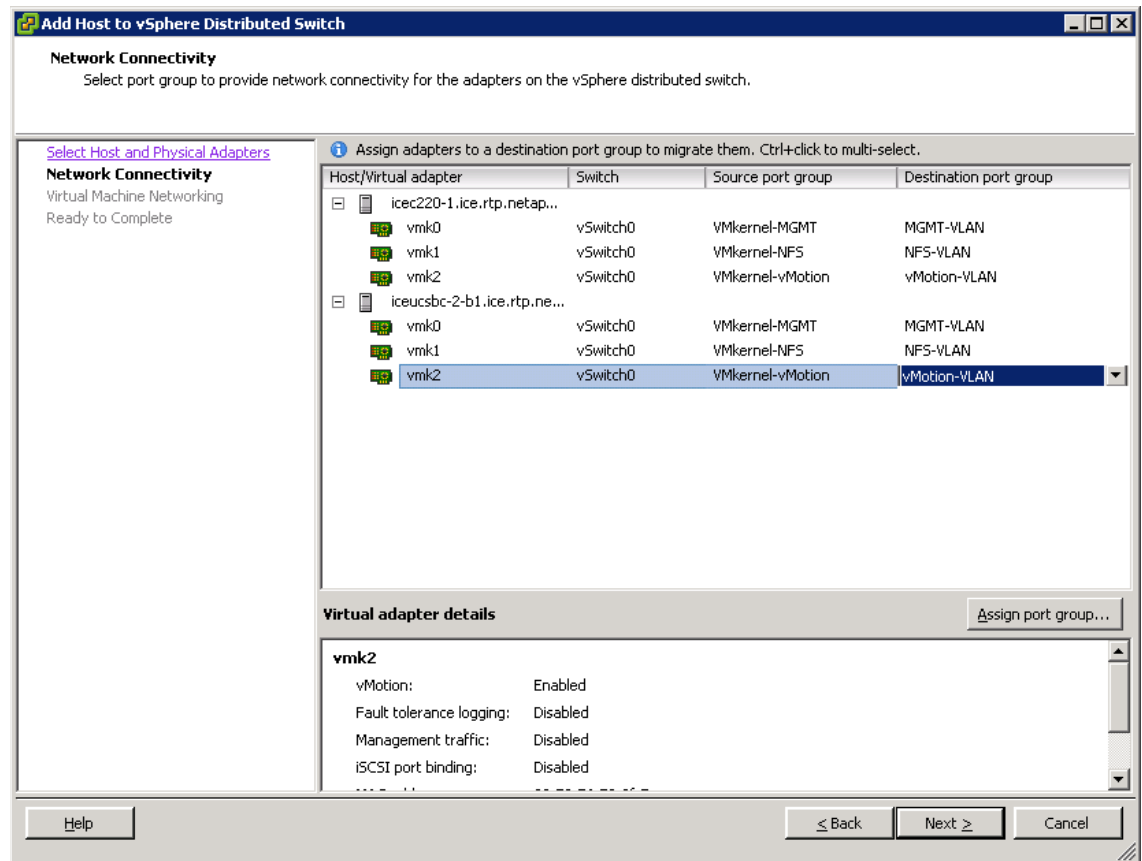 Add Host to vSphere Distributed Switch
Network Connectivity
Select port group to provide network connectivity for the adapters on the vSphere distributed switch.
Select Host and Physical Adapters
Network Connectivity
Virtual Machine Networking
Ready to Complete
Assign adapters to a destination port group to migrate them. Ctrl+click to multi-select.
Host/Virtual adapter Switch Source port group Destination port group
icec220-1.ice.rtp.netap...
vmk0 vSwitch0 VMkernel-MGMT MGMT-VLAN
vmk1 vSwitch0 VMkernel-NFS NFS-VLAN
vmk2 vSwitch0 VMkernel-vMotion vMotion-VLAN
iceucsbc-2-b1.ice.rtp.ne...
vmk0 vSwitch0 VMkernel-MGMT MGMT-VLAN
vmk1 vSwitch0 VMkernel-NFS NFS-VLAN
vmk2 vSwitch0 VMkernel-vMotion vMotion-VLAN
Virtual adapter details
Assign port group...
vmk2
vMotion: Enabled
Fault tolerance logging: Disabled
Management traffic: Disabled
iSCSI port binding: Disabled
Help
< Back
Next >
Cancel